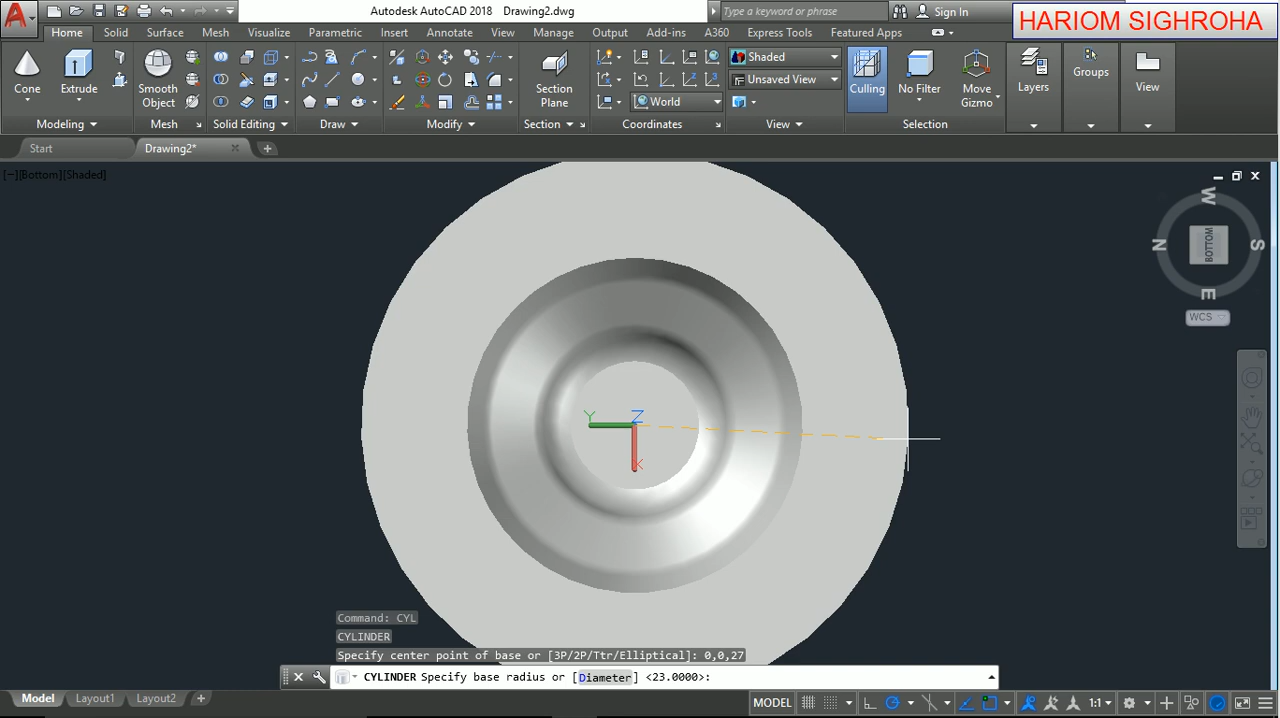 Autodesk AutoCAD 2018 Drawing2.dwg
Type a keyword or phrase
Sign In
HARIOM SIGHROHA
Home Solid Surface Mesh Visualize Parametric Insert Annotate View Manage Output Add-ins A360 Express Tools Featured Apps
Cone
Extrude
Smooth
Object
Section
Plane
World
Shaded
Unsaved View
Culling
No Filter
Move
Gizmo
Layers
Groups
View
Modeling Mesh Solid Editing Draw Modify Section Coordinates View Selection
Start Drawing2*
[−][Bottom][Shaded]
W
N BOTTOM S
E
WCS
Y Z
X
Command: CYL
CYLINDER
Specify center point of base or [3P/2P/Ttr/Elliptical]: 0,0,27
CYLINDER Specify base radius or [Diameter] <23.0000>:
Model Layout1 Layout2 +
MODEL 1:1